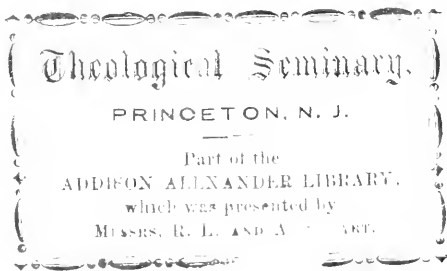 Theological Seminary,
PRINCETON, N. J.
Part of the
ADDISON ALEXANDER LIBRARY,
which was presented by
MESSRS. R. L. AND A.